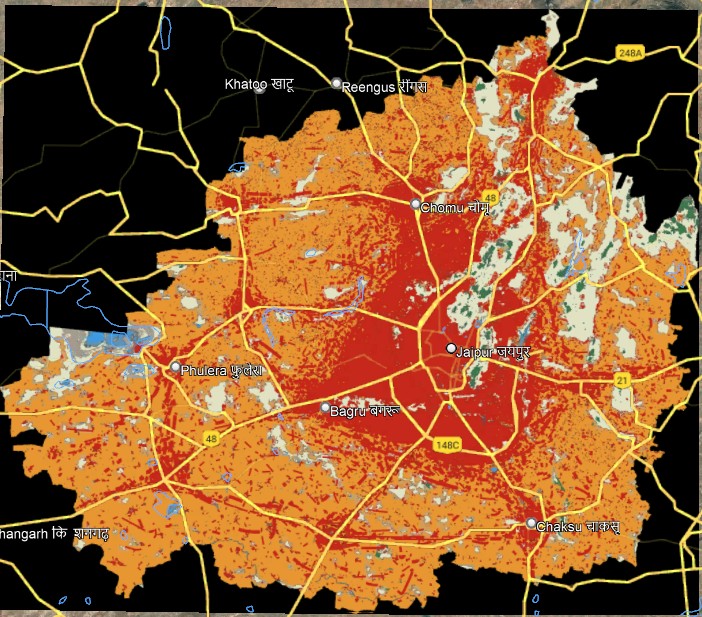 248A
Khatoo खाटू
Reengus रींगस
48
Chomu चौमू
ाना
Jaipur जयपुर
Phulera फुलेरा
21
Bagru बगरू
48
148C
Chaksu चाकसू
hangarh कि शनगढ़